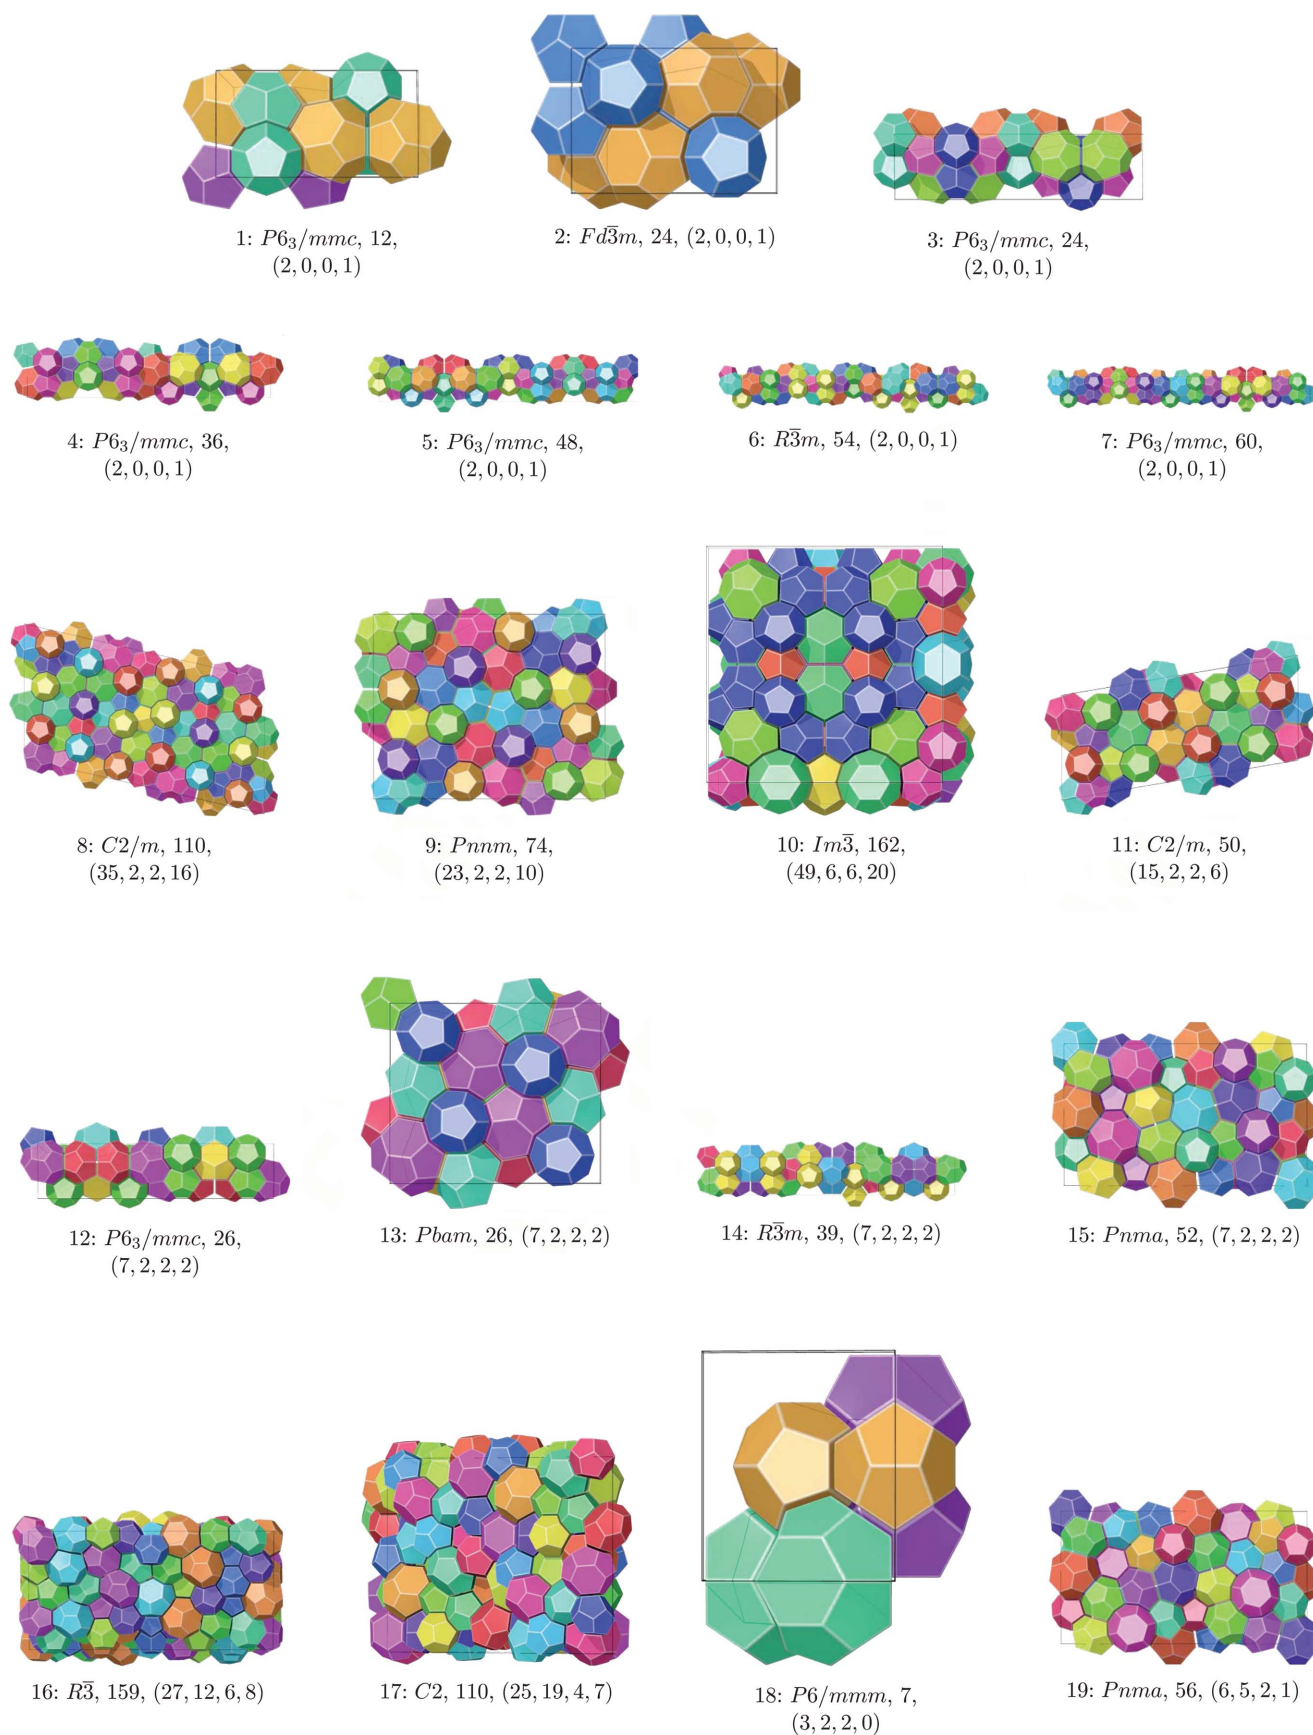 1: P6₃/mmc, 12,
(2, 0, 0, 1)
2: Fd3̅m, 24, (2, 0, 0, 1)
3: P6₃/mmc, 24,
(2, 0, 0, 1)
4: P6₃/mmc, 36,
(2, 0, 0, 1)
5: P6₃/mmc, 48,
(2, 0, 0, 1)
6: R3̅m, 54, (2, 0, 0, 1)
7: P6₃/mmc, 60,
(2, 0, 0, 1)
8: C2/m, 110,
(35, 2, 2, 16)
9: Pnnm, 74,
(23, 2, 2, 10)
10: Im3̅, 162,
(49, 6, 6, 20)
11: C2/m, 50,
(15, 2, 2, 6)
12: P6₃/mmc, 26,
(7, 2, 2, 2)
13: Pbam, 26, (7, 2, 2, 2)
14: R3̅m, 39, (7, 2, 2, 2)
15: Pnma, 52, (7, 2, 2, 2)
16: R3̅, 159, (27, 12, 6, 8)
17: C2, 110, (25, 19, 4, 7)
18: P6/mmm, 7,
(3, 2, 2, 0)
19: Pnma, 56, (6, 5, 2, 1)